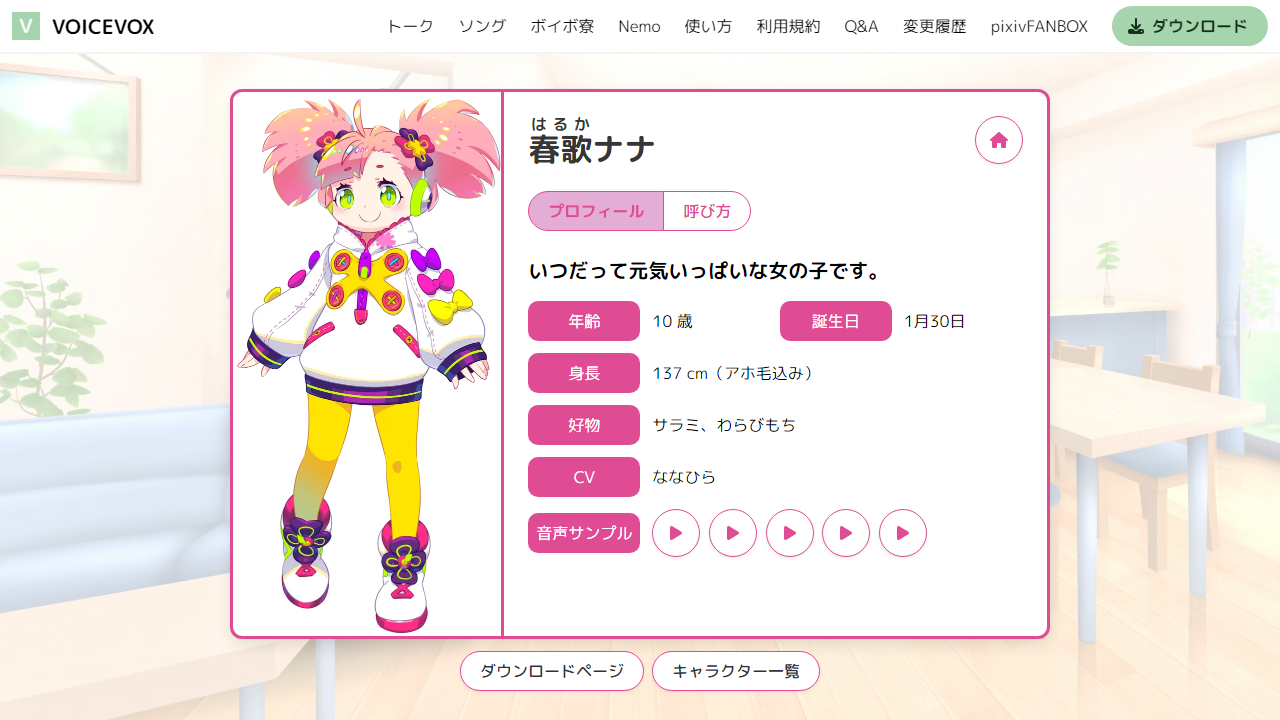 V VOICEVOX トーク ソング ボイボ寮 Nemo 使い方 利用規約 Q&A 変更履歴 pixivFANBOX ダウンロード
はるか
春歌ナナ
プロフィール 呼び方
いつだって元気いっぱいな女の子です。
年齢 10 歳 誕生日 1月30日
身長 137 cm（アホ毛込み）
好物 サラミ、わらびもち
CV ななひら
音声サンプル
ダウンロードページ キャラクター一覧